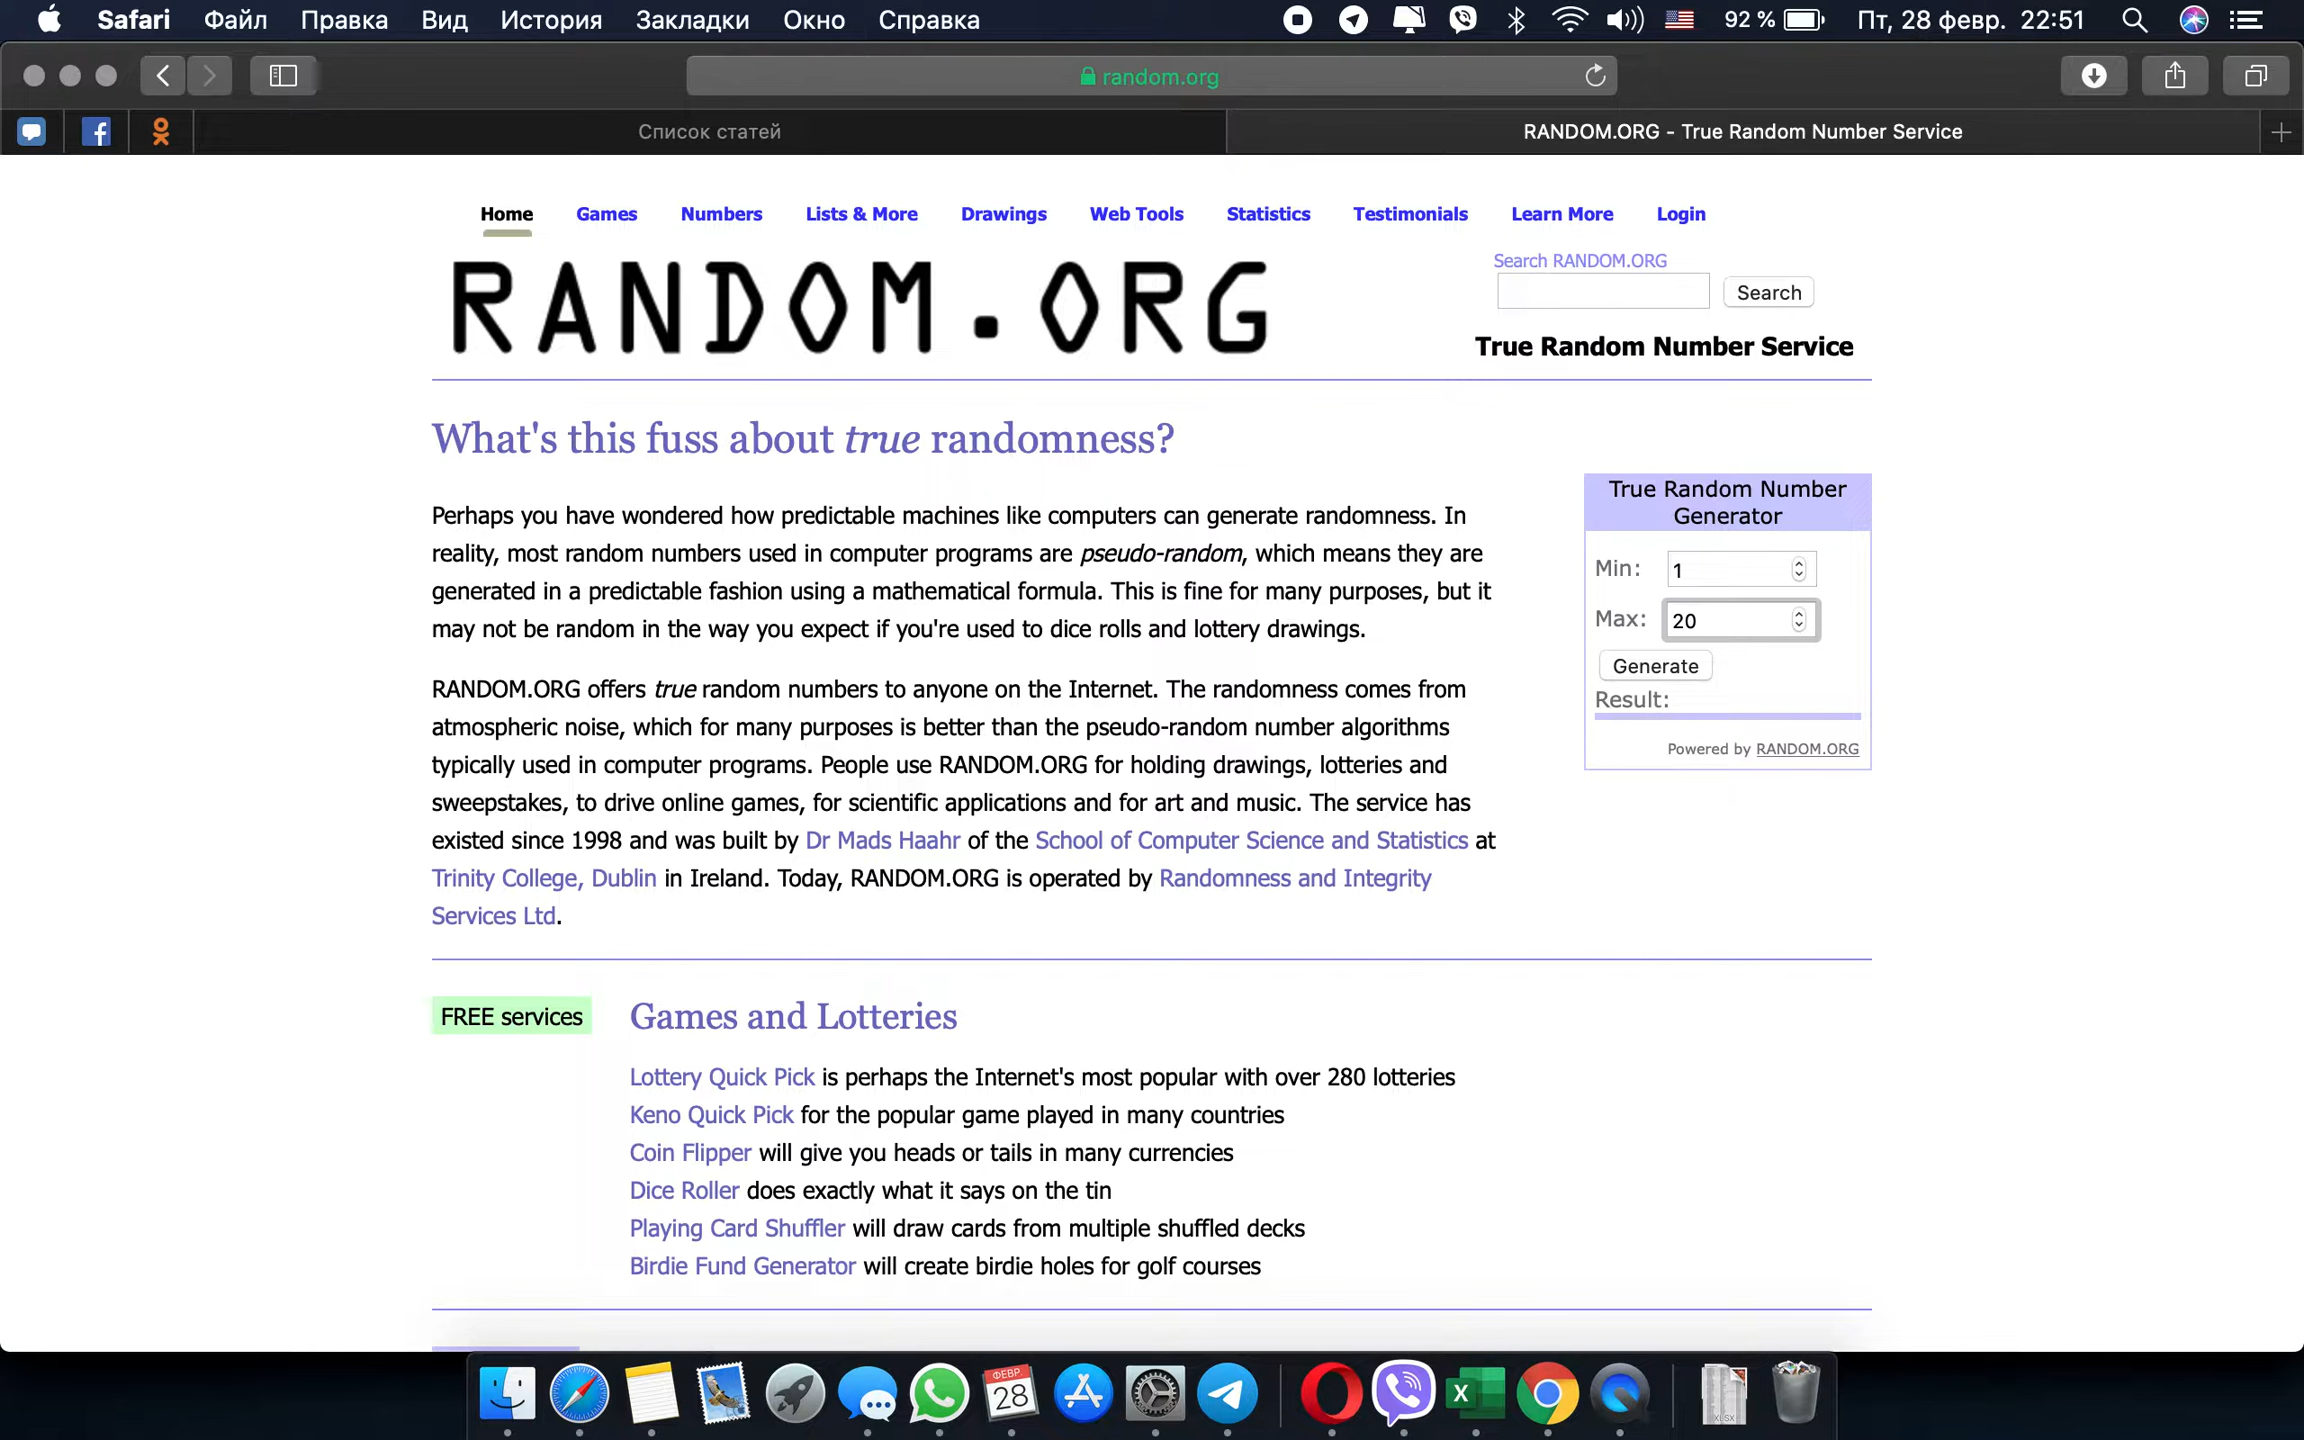 Safari Файл Правка Вид История Закладки Окно Справка 92 % Пт, 28 февр. 22:51
random.org
Список статей RANDOM.ORG - True Random Number Service
Home Games Numbers Lists & More Drawings Web Tools Statistics Testimonials Learn More Login
RANDOM.ORG
Search RANDOM.ORG
Search
True Random Number Service
What's this fuss about true randomness?
Perhaps you have wondered how predictable machines like computers can generate randomness. In
reality, most random numbers used in computer programs are pseudo-random, which means they are
generated in a predictable fashion using a mathematical formula. This is fine for many purposes, but it
may not be random in the way you expect if you're used to dice rolls and lottery drawings.
RANDOM.ORG offers true random numbers to anyone on the Internet. The randomness comes from
atmospheric noise, which for many purposes is better than the pseudo-random number algorithms
typically used in computer programs. People use RANDOM.ORG for holding drawings, lotteries and
sweepstakes, to drive online games, for scientific applications and for art and music. The service has
existed since 1998 and was built by Dr Mads Haahr of the School of Computer Science and Statistics at
Trinity College, Dublin in Ireland. Today, RANDOM.ORG is operated by Randomness and Integrity
Services Ltd.
True Random Number
Generator
Min: 1
Max: 20
Generate
Result:
Powered by RANDOM.ORG
FREE services
Games and Lotteries
Lottery Quick Pick is perhaps the Internet's most popular with over 280 lotteries
Keno Quick Pick for the popular game played in many countries
Coin Flipper will give you heads or tails in many currencies
Dice Roller does exactly what it says on the tin
Playing Card Shuffler will draw cards from multiple shuffled decks
Birdie Fund Generator will create birdie holes for golf courses
ФЕВР.
28
X
XLSX